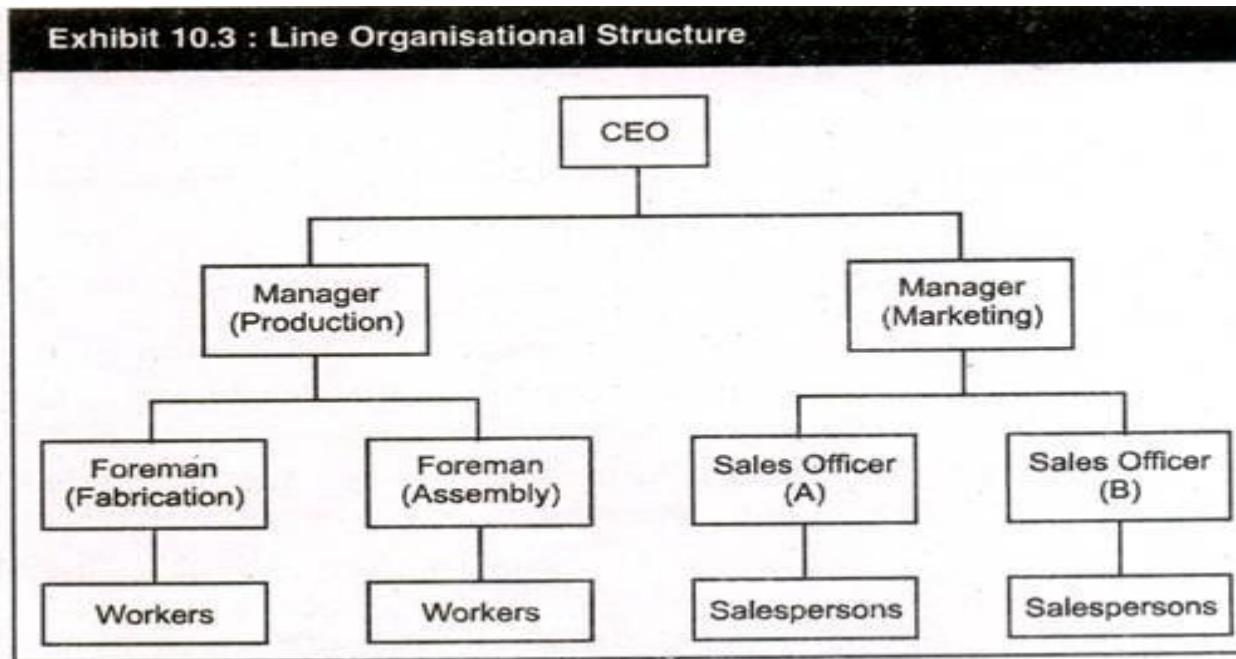 Exhibit 10.3 : Line Organisational Structure
CEO
Manager
(Production)
Manager
(Marketing)
Foreman
(Fabrication)
Foreman
(Assembly)
Sales Officer
(A)
Sales Officer
(B)
Workers
Workers
Salespersons
Salespersons